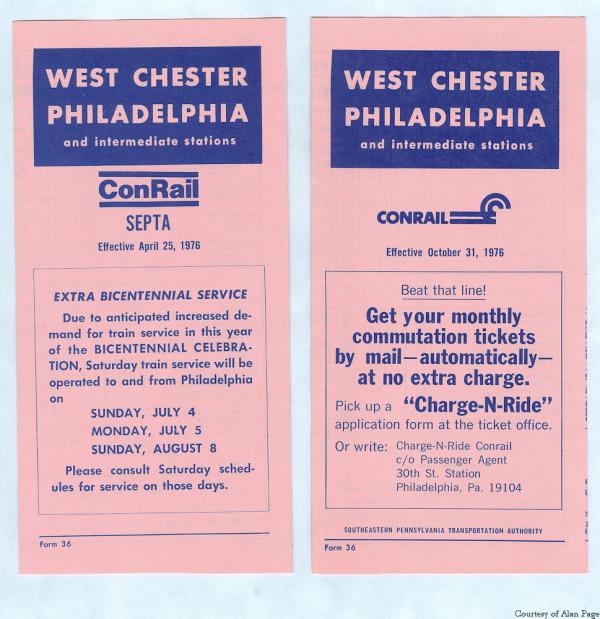 WEST CHESTER
PHILADELPHIA
and intermediate stations
ConRail
SEPTA
Effective April 25, 1976
EXTRA BICENTENNIAL SERVICE
Due to anticipated increased de-
mand for train service in this year
of the BICENTENNIAL CELEBRA-
TION, Saturday train service will be
operated to and from Philadelphia
on
SUNDAY, JULY 4
MONDAY, JULY 5
SUNDAY, AUGUST 8
Please consult Saturday sched-
ules for service on those days.
Form 36
WEST CHESTER
PHILADELPHIA
and intermediate stations
CONRAIL
Effective October 31, 1976
Beat that line!
Get your monthly
commutation tickets
by mail—automatically—
at no extra charge.
Pick up a "Charge-N-Ride"
application form at the ticket office.
Or write: Charge-N-Ride Conrail
c/o Passenger Agent
30th St. Station
Philadelphia, Pa. 19104
SOUTHEASTERN PENNSYLVANIA TRANSPORTATION AUTHORITY
Form 36
Courtesy of Alan Page